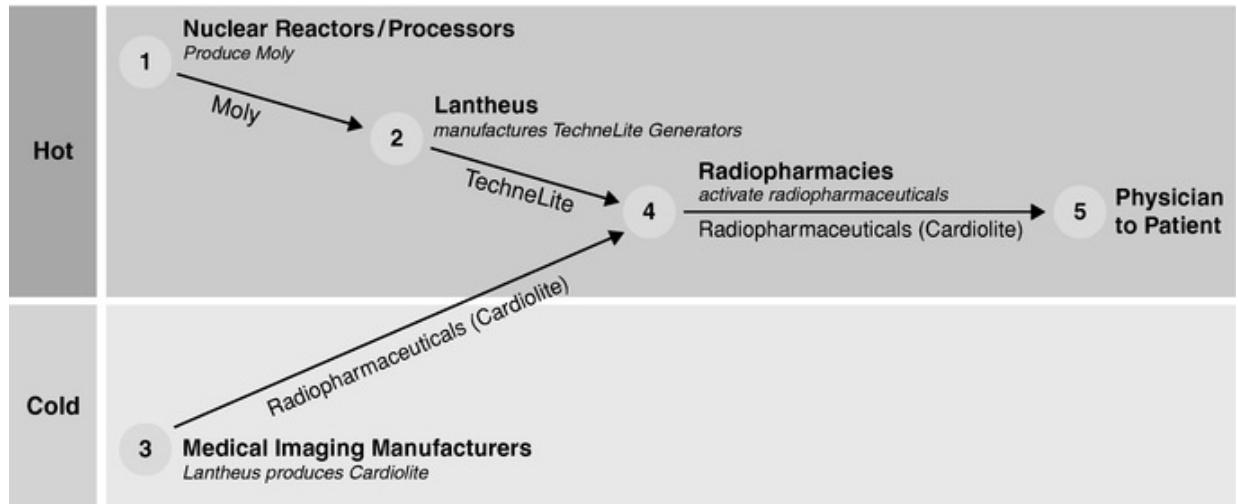 Hot
1
Nuclear Reactors/Processors
Produce Moly
Moly
2
Lantheus
manufactures TechneLite Generators
TechneLite
4
Radiopharmacies
activate radiopharmaceuticals
Radiopharmaceuticals (Cardiolite)
5
Physician
to Patient
Cold
Radiopharmaceuticals (Cardiolite)
3
Medical Imaging Manufacturers
Lantheus produces Cardiolite